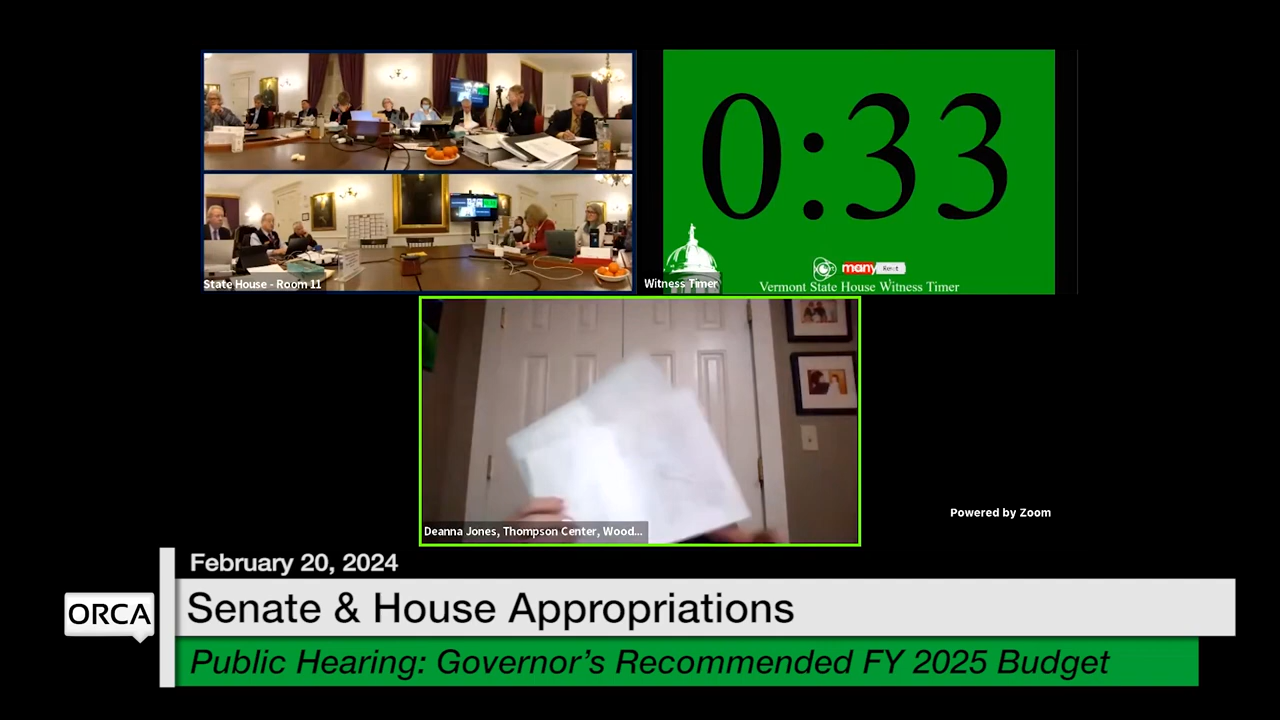 0:33
State House - Room 11
Witness Timer
many
Vermont State House Witness Timer
Deanna Jones, Thompson Center, Wood...
Powered by Zoom
February 20, 2024
ORCA
Senate & House Appropriations
Public Hearing: Governor's Recommended FY 2025 Budget